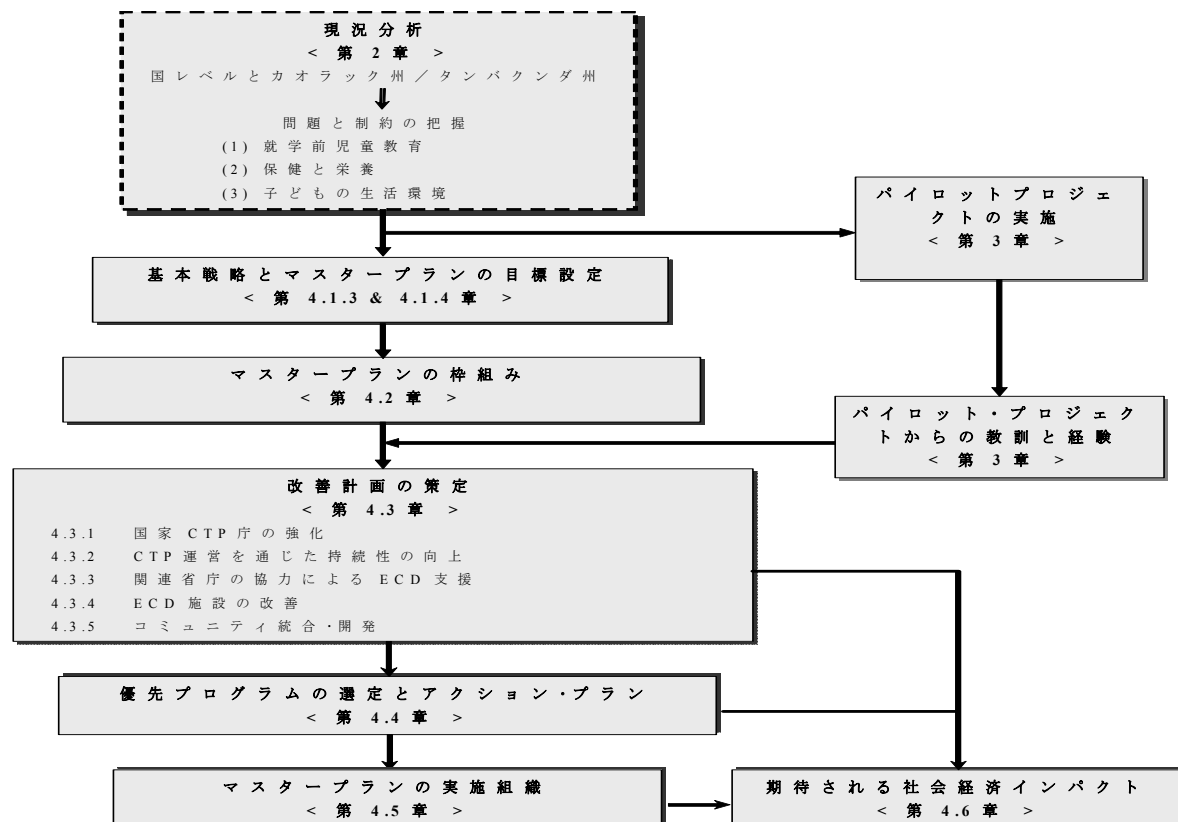 現況分析
< 第 2 章 >
国レベルとカオラック州／タンバクンダ州
問題と制約の把握
(1) 就学前児童教育
(2) 保健と栄養
(3) 子どもの生活環境
パイロットプロジェ
クトの実施
< 第 3 章 >
基本戦略とマスタープランの目標設定
< 第 4.1.3 & 4.1.4 章 >
マスタープランの枠組み
< 第 4.2 章 >
パイロット・プロジェク
トからの教訓と経験
< 第 3 章 >
改善計画の策定
< 第 4.3 章 >
4.3.1 国家 CTP 庁の強化
4.3.2 CTP 運営を通じた持続性の向上
4.3.3 関連省庁の協力による ECD 支援
4.3.4 ECD 施設の改善
4.3.5 コミュニティ統合・開発
優先プログラムの選定とアクション・プラン
< 第 4.4 章 >
マスタープランの実施組織
< 第 4.5 章 >
期待される社会経済インパクト
< 第 4.6 章 >